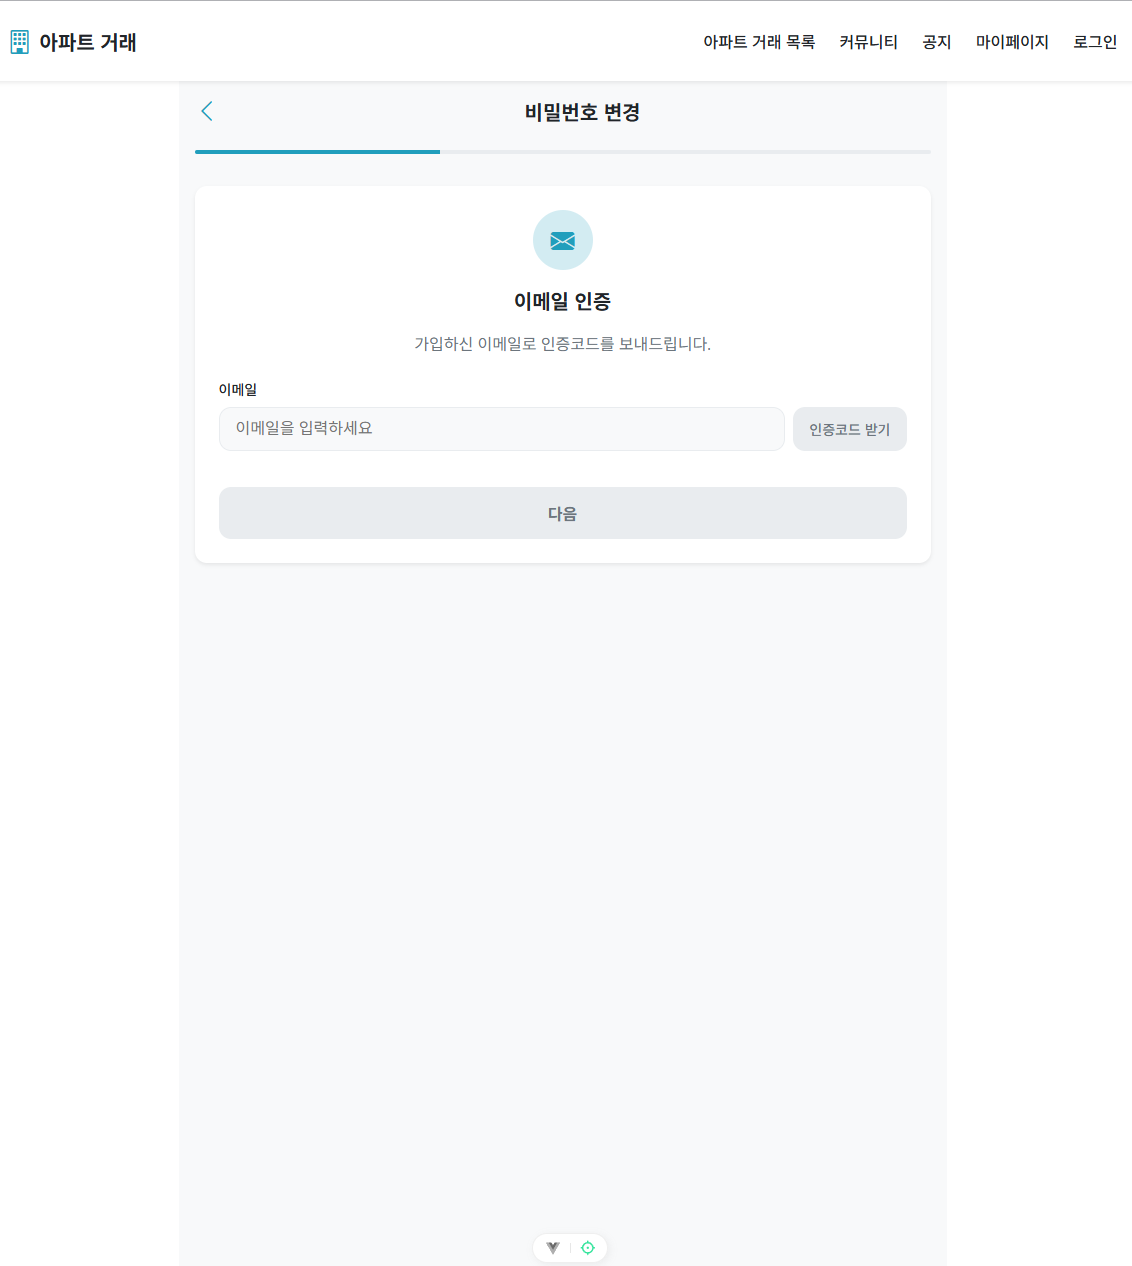 아파트 거래
아파트 거래 목록 커뮤니티 공지 마이페이지 로그인
비밀번호 변경
이메일 인증
가입하신 이메일로 인증코드를 보내드립니다.
이메일
이메일을 입력하세요 인증코드 받기
다음